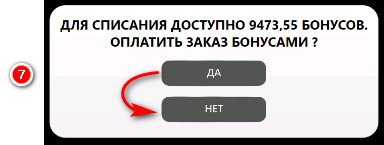 ДЛЯ СПИСАНИЯ ДОСТУПНО 9473,55 БОНУСОВ.
ОПЛАТИТЬ ЗАКАЗ БОНУСАМИ ?
ДА
7
НЕТ